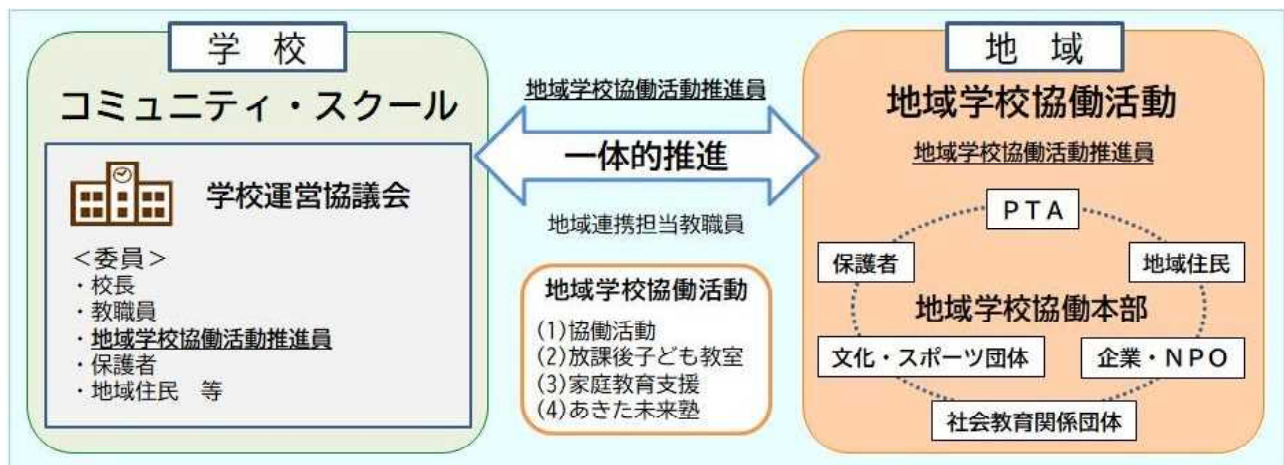 学 校
コミュニティ・スクール
学校運営協議会
＜委員＞
・校長
・教職員
・地域学校協働活動推進員
・保護者
・地域住民 等
地域学校協働活動推進員
一体的推進
地域連携担当教職員
地域学校協働活動
(1)協働活動
(2)放課後子ども教室
(3)家庭教育支援
(4)あきた未来塾
地 域
地域学校協働活動
地域学校協働活動推進員
ＰＴＡ
保護者
地域住民
地域学校協働本部
文化・スポーツ団体
企業・ＮＰＯ
社会教育関係団体